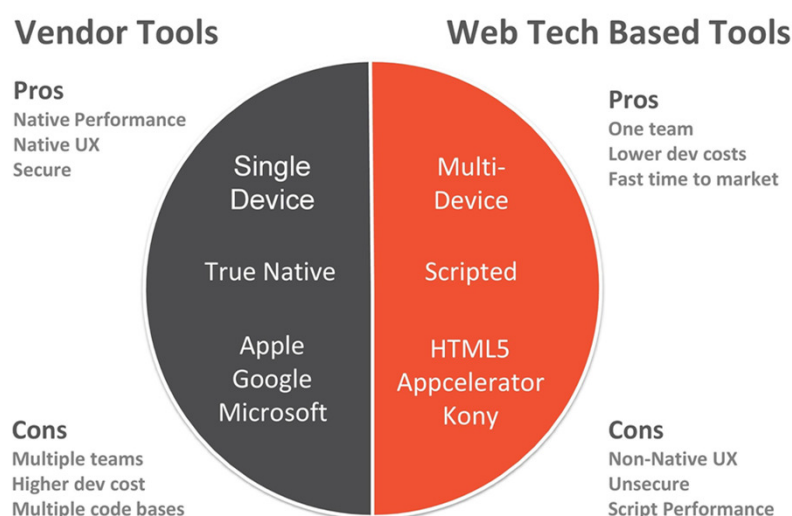 Vendor Tools
Web Tech Based Tools
Pros
Native Performance
Native UX
Secure
Pros
One team
Lower dev costs
Fast time to market
Single
Device
True Native
Apple
Google
Microsoft
Multi-
Device
Scripted
HTML5
Appcelerator
Kony
Cons
Multiple teams
Higher dev cost
Multiple code bases
Cons
Non-Native UX
Unsecure
Script Performance